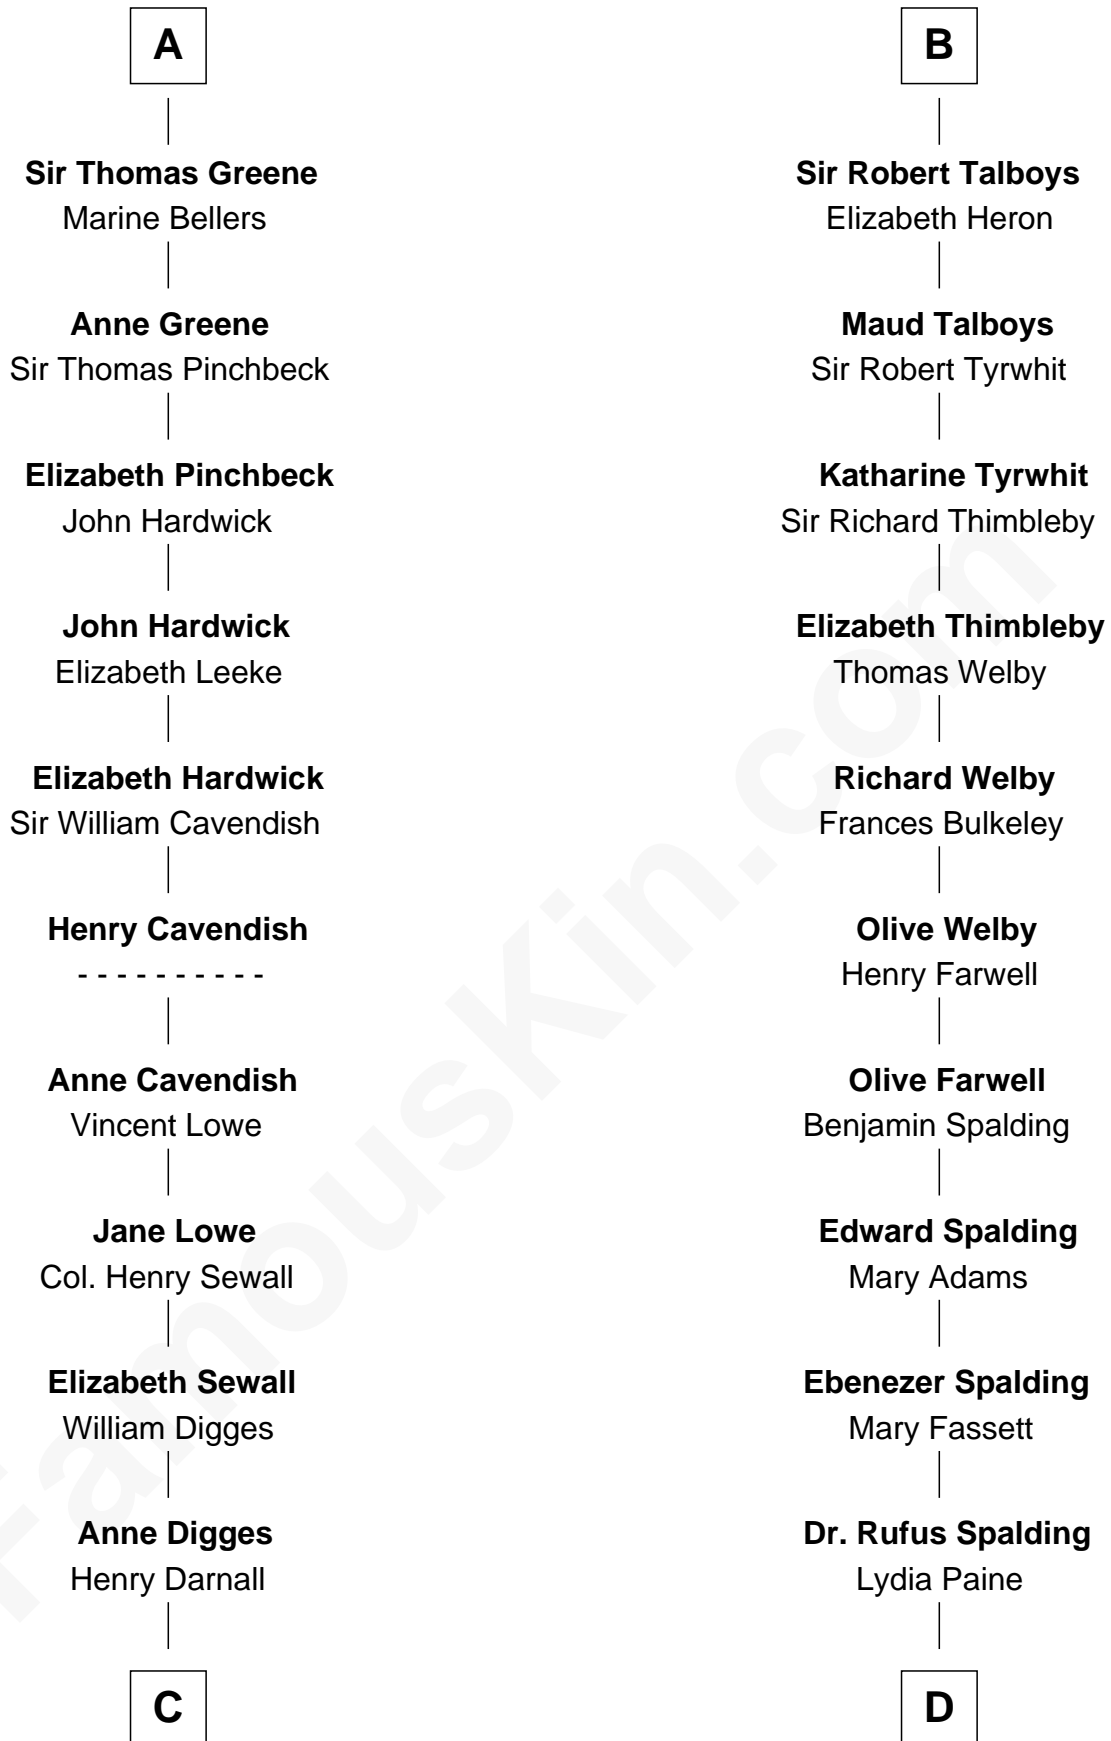 A
Sir Thomas Greene
Marine Bellers
Anne Greene
Sir Thomas Pinchbeck
Elizabeth Pinchbeck
John Hardwick
John Hardwick
Elizabeth Leeke
Elizabeth Hardwick
Sir William Cavendish
Henry Cavendish
- - - - - - - - - -
Anne Cavendish
Vincent Lowe
Jane Lowe
Col. Henry Sewall
Elizabeth Sewall
William Digges
Anne Digges
Henry Darnall
C
B
Sir Robert Talboys
Elizabeth Heron
Maud Talboys
Sir Robert Tyrwhit
Katharine Tyrwhit
Sir Richard Thimbleby
Elizabeth Thimbleby
Thomas Welby
Richard Welby
Frances Bulkeley
Olive Welby
Henry Farwell
Olive Farwell
Benjamin Spalding
Edward Spalding
Mary Adams
Ebenezer Spalding
Mary Fassett
Dr. Rufus Spalding
Lydia Paine
D
FamousKin.com